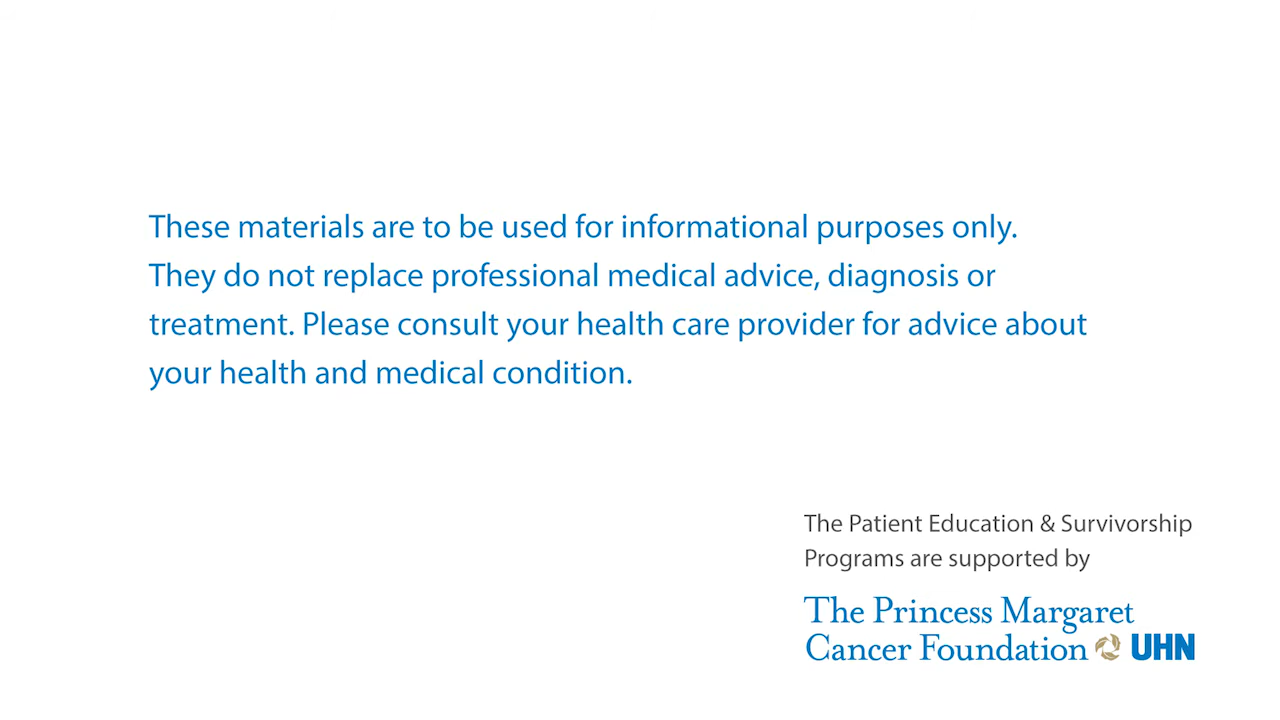 These materials are to be used for informational purposes only.
They do not replace professional medical advice, diagnosis or
treatment. Please consult your health care provider for advice about
your health and medical condition.
The Patient Education & Survivorship
Programs are supported by
The Princess Margaret
Cancer Foundation UHN